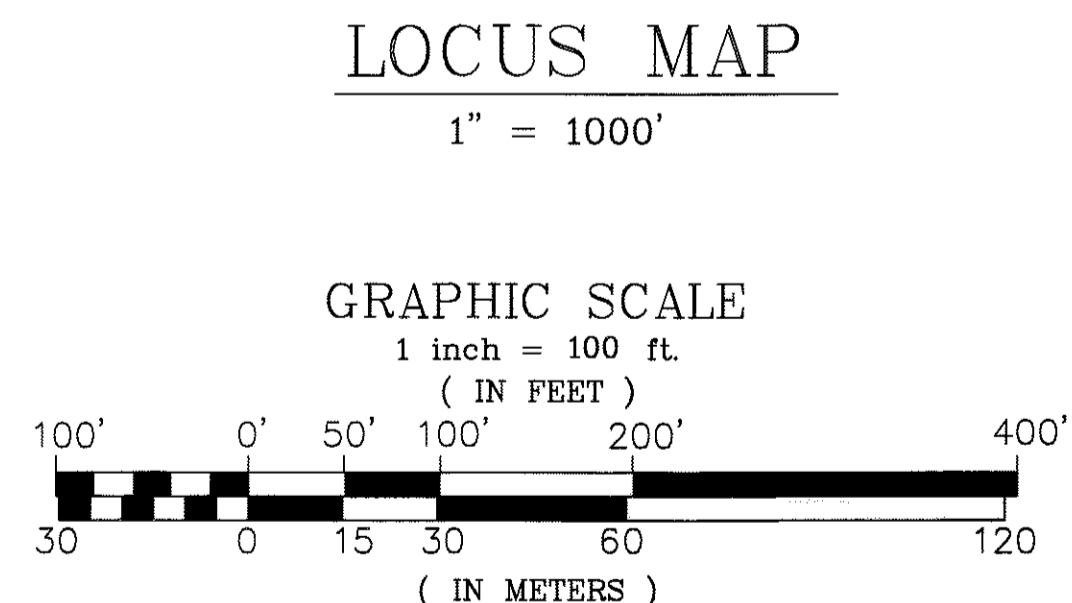 LOCUS MAP
1" = 1000'
GRAPHIC SCALE
1 inch = 100 ft.
( IN FEET )
100' 0' 50' 100' 200' 400'
30 0 15 30 60 120
( IN METERS )